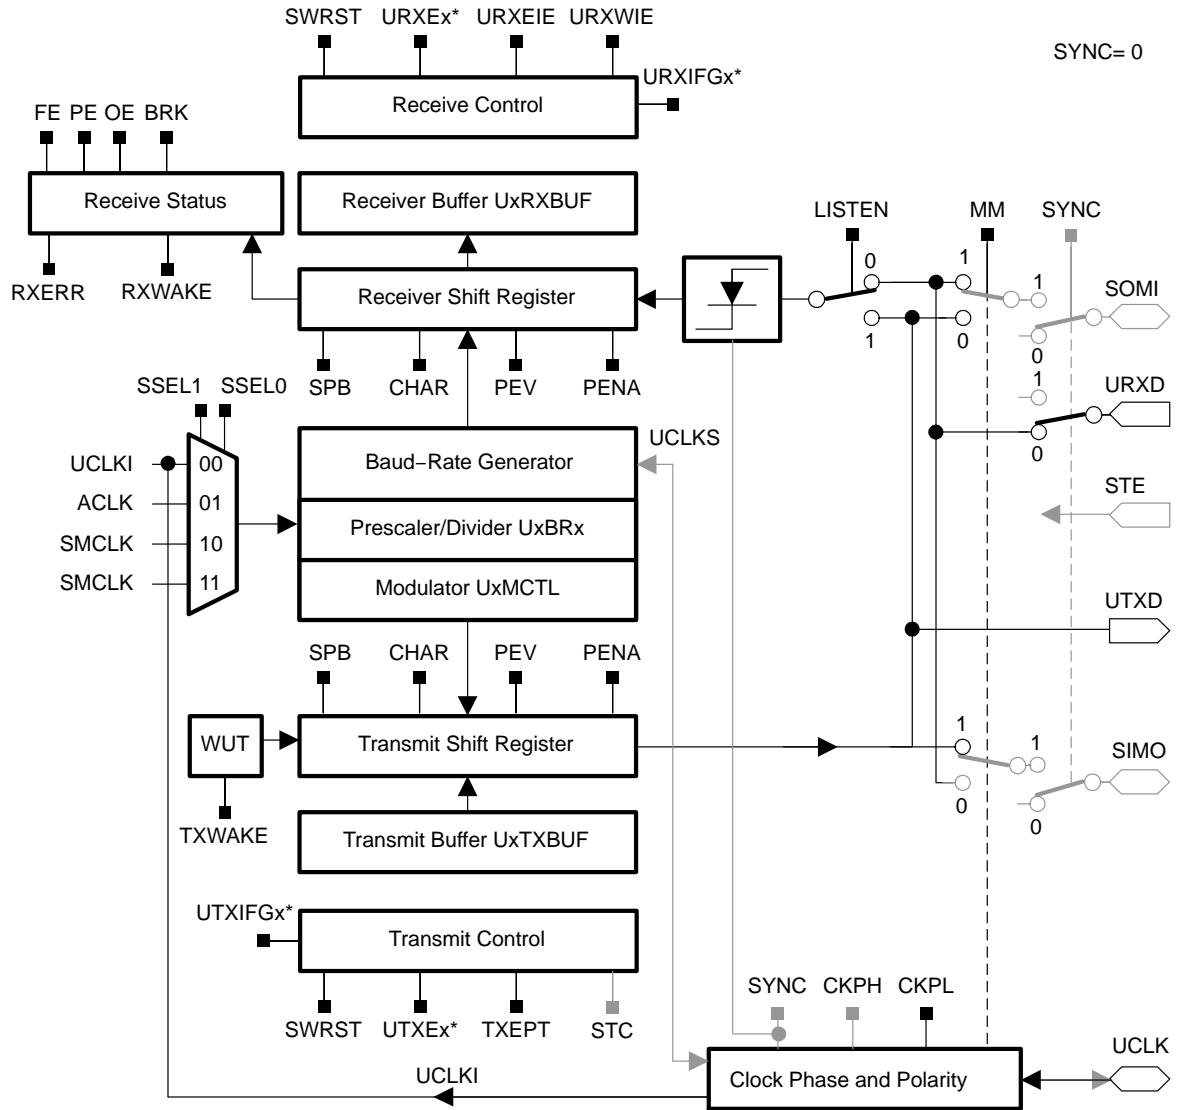 SWRST URXEx* URXEIE URXWIE
SYNC= 0
URXIFGx*
Receive Control
FE PE OE BRK
Receive Status
Receiver Buffer UxRXBUF
LISTEN MM SYNC
0 1 1
RXERR RXWAKE
Receiver Shift Register
SOMI
1 0 0
SPB CHAR PEV PENA
1
SSEL1 SSEL0
URXD
UCLKS
0
UCLKI 00
Baud−Rate Generator
ACLK 01
STE
Prescaler/Divider UxBRx
SMCLK 10
SMCLK 11
Modulator UxMCTL
UTXD
SPB CHAR PEV PENA
WUT
Transmit Shift Register
1 1
SIMO
0 0
TXWAKE
Transmit Buffer UxTXBUF
UTXIFGx*
Transmit Control
SYNC CKPH CKPL
SWRST UTXEx* TXEPT STC
UCLK
UCLKI
Clock Phase and Polarity